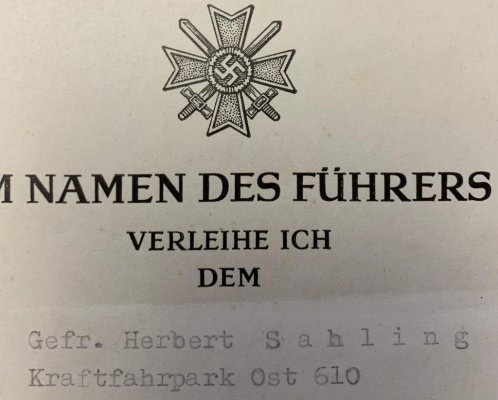 M NAMEN DES FÜHRERS
VERLEIHE ICH
DEM
Gefr. Herbert S a h l i n g
Kraftfahrpark Ost 610